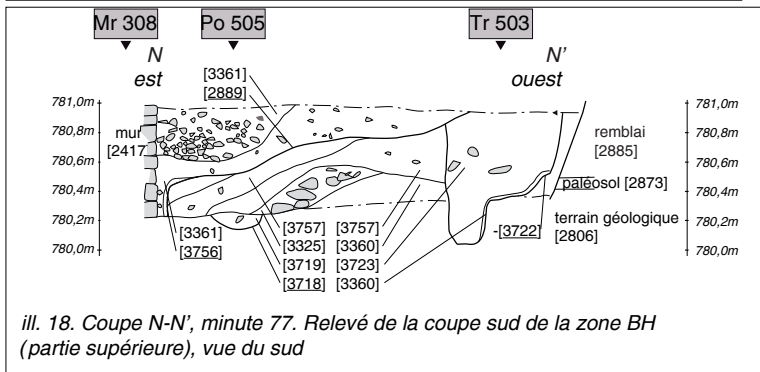 Mr 308 Po 505 Tr 503
N N'
est ouest
[3361]
[2889]
781,0m 781,0m
780,8m 780,8m
mur remblai
[2417] [2885]
780,6m 780,6m
paléosol [2873]
780,4m 780,4m
780,2m terrain géologique 780,2m
[3361] [3757] [3757] -[3722] [2806]
[3756] [3325] [3360]
780,0m 780,0m
[3719] [3723]
[3718] [3360]
ill. 18. Coupe N-N', minute 77. Relevé de la coupe sud de la zone BH
(partie supérieure), vue du sud